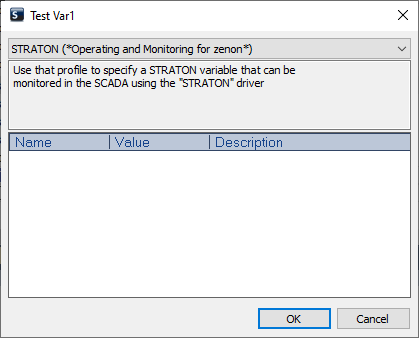 S
Test Var1
STRATON (*Operating and Monitoring for zenon*)
Use that profile to specify a STRATON variable that can be
monitored in the SCADA using the "STRATON" driver
Name Value Description
OK Cancel